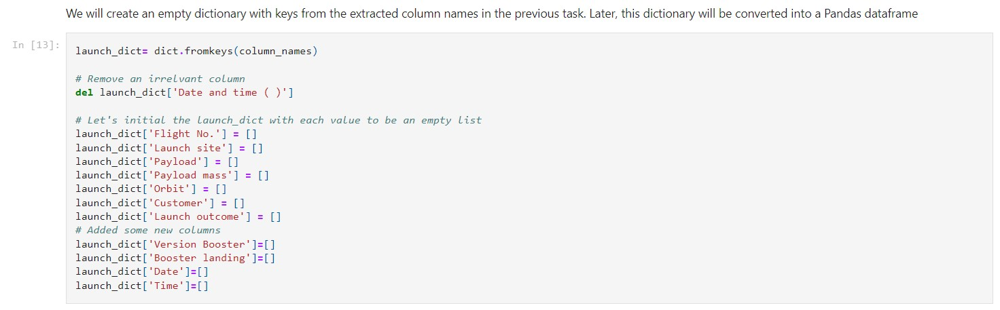 We will create an empty dictionary with keys from the extracted column names in the previous task. Later, this dictionary will be converted into a Pandas dataframe
In [13]:
launch_dict= dict.fromkeys(column_names)
# Remove an irrelvant column
del launch_dict['Date and time ( )']
# Let's initial the launch_dict with each value to be an empty list
launch_dict['Flight No.'] = []
launch_dict['Launch site'] = []
launch_dict['Payload'] = []
launch_dict['Payload mass'] = []
launch_dict['Orbit'] = []
launch_dict['Customer'] = []
launch_dict['Launch outcome'] = []
# Added some new columns
launch_dict['Version Booster']=[]
launch_dict['Booster landing']=[]
launch_dict['Date']=[]
launch_dict['Time']=[]